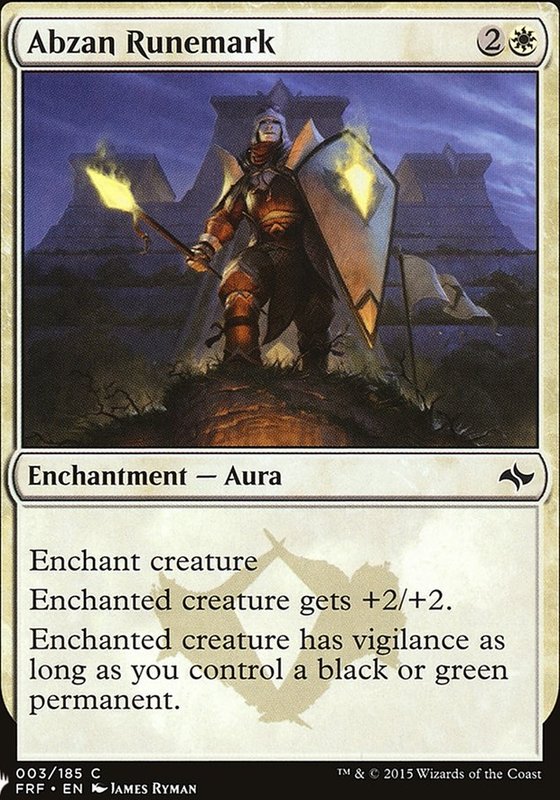 Abzan Runemark 2
Enchantment — Aura
Enchant creature
Enchanted creature gets +2/+2.
Enchanted creature has vigilance as
long as you control a black or green
permanent.
003/185 C
FRF • EN JAMES RYMAN
™ & © 2015 Wizards of the Coast